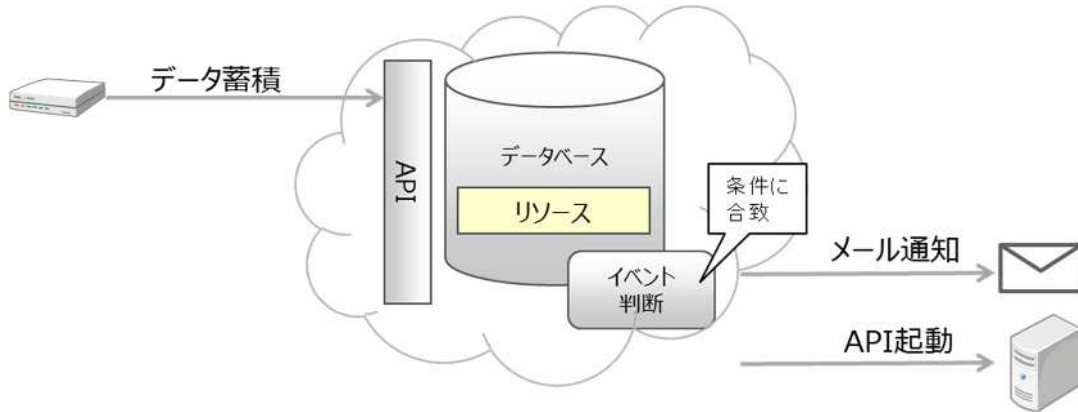 データ蓄積
API
データベース
リソース
条件に
合致
イベント
判断
メール通知
API起動